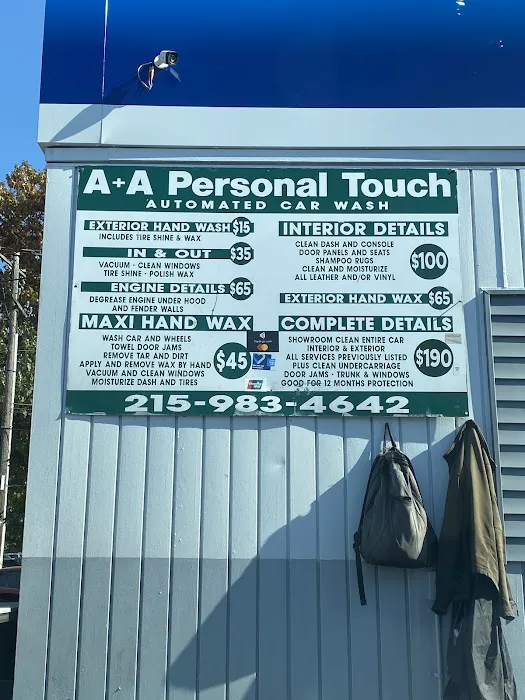 A+A Personal Touch
AUTOMATED CAR WASH
EXTERIOR HAND WASH $15
INCLUDES TIRE SHINE & WAX
IN & OUT $35
VACUUM - CLEAN WINDOWS
TIRE SHINE - POLISH WAX
ENGINE DETAILS $65
DEGREASE ENGINE UNDER HOOD
AND FENDER WALLS
MAXI HAND WAX
WASH CAR AND WHEELS
TOWEL DOOR JAMS
REMOVE TAR AND DIRT
APPLY AND REMOVE WAX BY HAND
VACUUM AND CLEAN WINDOWS
MOISTURIZE DASH AND TIRES
$45
INTERIOR DETAILS
CLEAN DASH AND CONSOLE
DOOR PANELS AND SEATS
SHAMPOO RUGS
CLEAN AND MOISTURIZE
ALL LEATHER AND/OR VINYL
$100
EXTERIOR HAND WAX $65
COMPLETE DETAILS
SHOWROOM CLEAN ENTIRE CAR
INTERIOR & EXTERIOR
ALL SERVICES PREVIOUSLY LISTED
PLUS CLEAN UNDERCARRIAGE
DOOR JAMS - TRUNK & WINDOWS
GOOD FOR 12 MONTHS PROTECTION
$190
215-983-4642